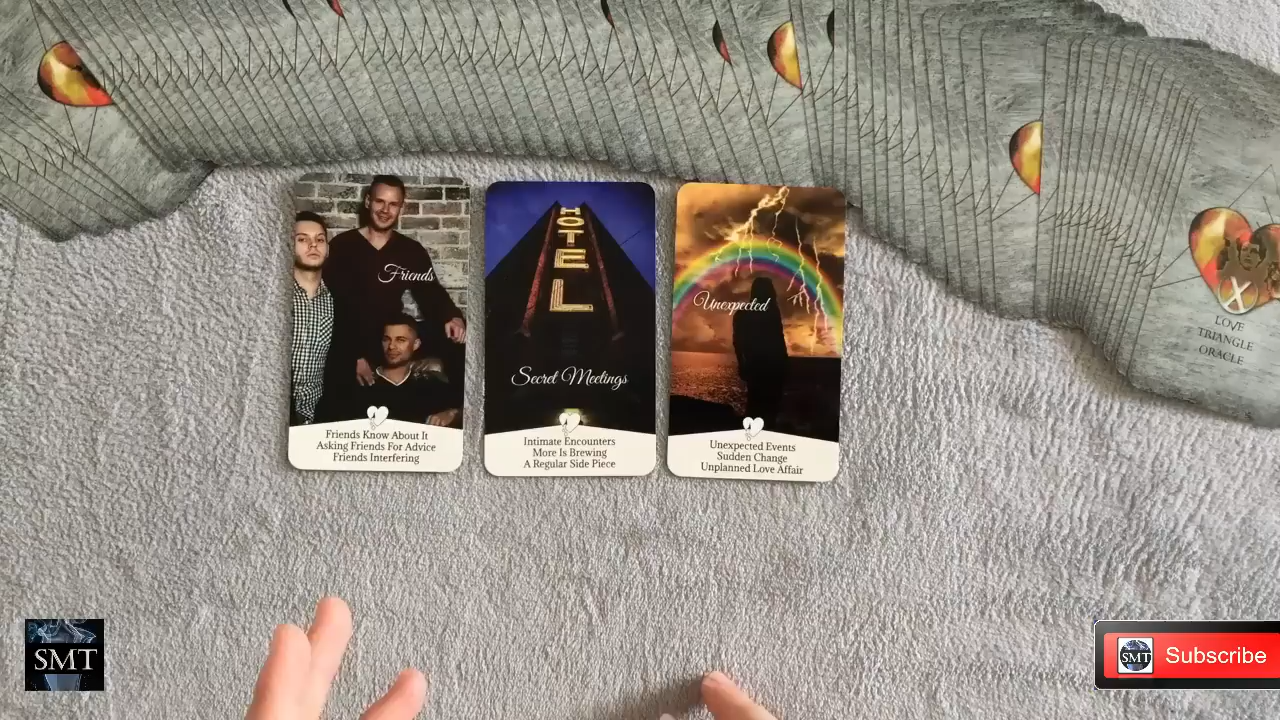 Friends
Friends Know About It
Asking Friends For Advice
Friends Interfering
HOTEL
Secret Meetings
Intimate Encounters
More Is Brewing
A Regular Side Piece
Unexpected
Unexpected Events
Sudden Change
Unplanned Love Affair
X
LOVE
TRIANGLE
ORACLE
SMT
SMT
Subscribe